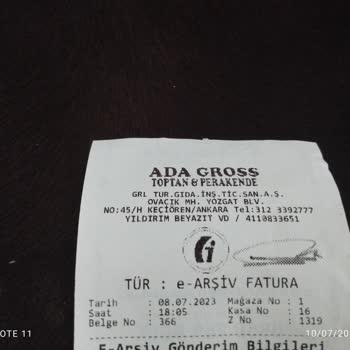 ADA GROSS
TOPTAN & PERAKENDE
GRL TUR.GIDA.İNŞ.TİC.SAN.A.Ş.
OVACIK MH. YOZGAT BLV.
NO:45/H KEÇİÖREN/ANKARA Tel:312 3392777
YILDIRIM BEYAZIT VD / 4110833651
TÜR : e-ARŞİV FATURA
Tarih : 08.07.2023 Mağaza No : 1
Saat : 18:05 Kasa No : 16
Belge No : 366 Z No : 1319
E-Arşiv Gönderim Bilgileri
OTE 11
10/07/20